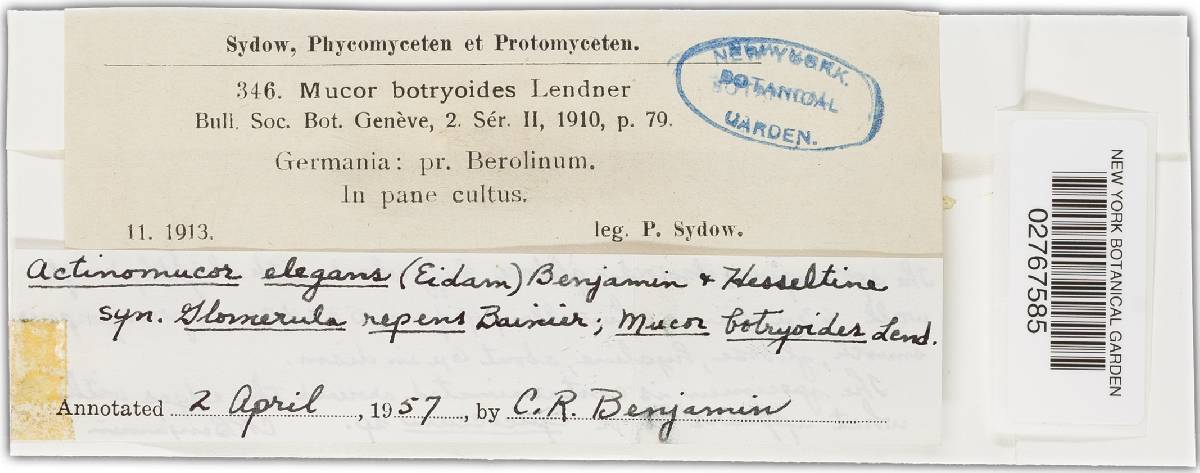 Sydow, Phycomyceten et Protomyceten.
346. Mucor botryoides Lendner
Bull. Soc. Bot. Genève, 2. Sér. II, 1910, p. 79.
Germania: pr. Berolinum.
In pane cultus.
11. 1913. leg. P. Sydow.
NEW YORK
BOTANICAL
GARDEN.
Actinomucor elegans (Eidam) Benjamin & Hesseltine
syn. Glomerula repens Bainier; Mucor botryoides Lend.
Annotated 2 April, 1957, by C. R. Benjamin
NEW YORK BOTANICAL GARDEN
02767585